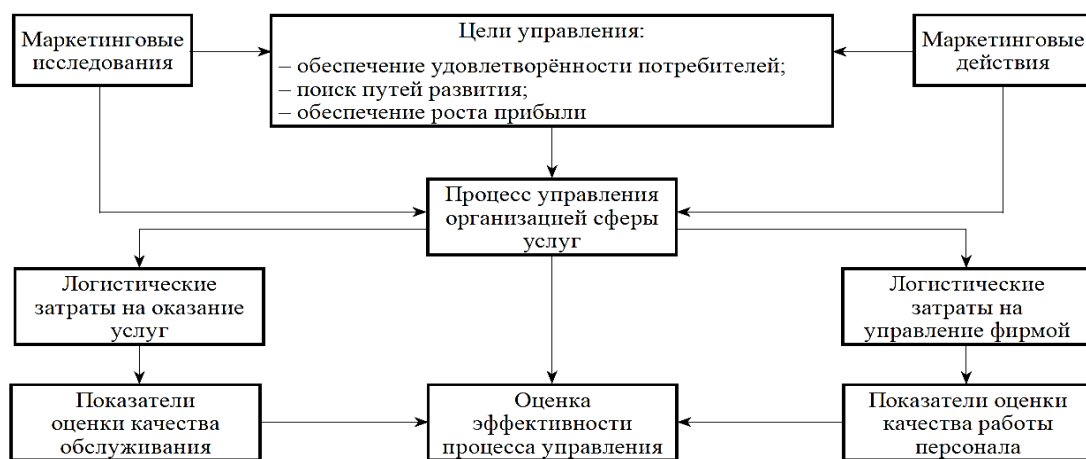 Маркетинговые
исследования
Цели управления:
– обеспечение удовлетворённости потребителей;
– поиск путей развития;
– обеспечение роста прибыли
Маркетинговые
действия
Процесс управления
организацией сферы
услуг
Логистические
затраты на оказание
услуг
Логистические
затраты на
управление фирмой
Показатели
оценки качества
обслуживания
Оценка
эффективности
процесса управления
Показатели оценки
качества работы
персонала